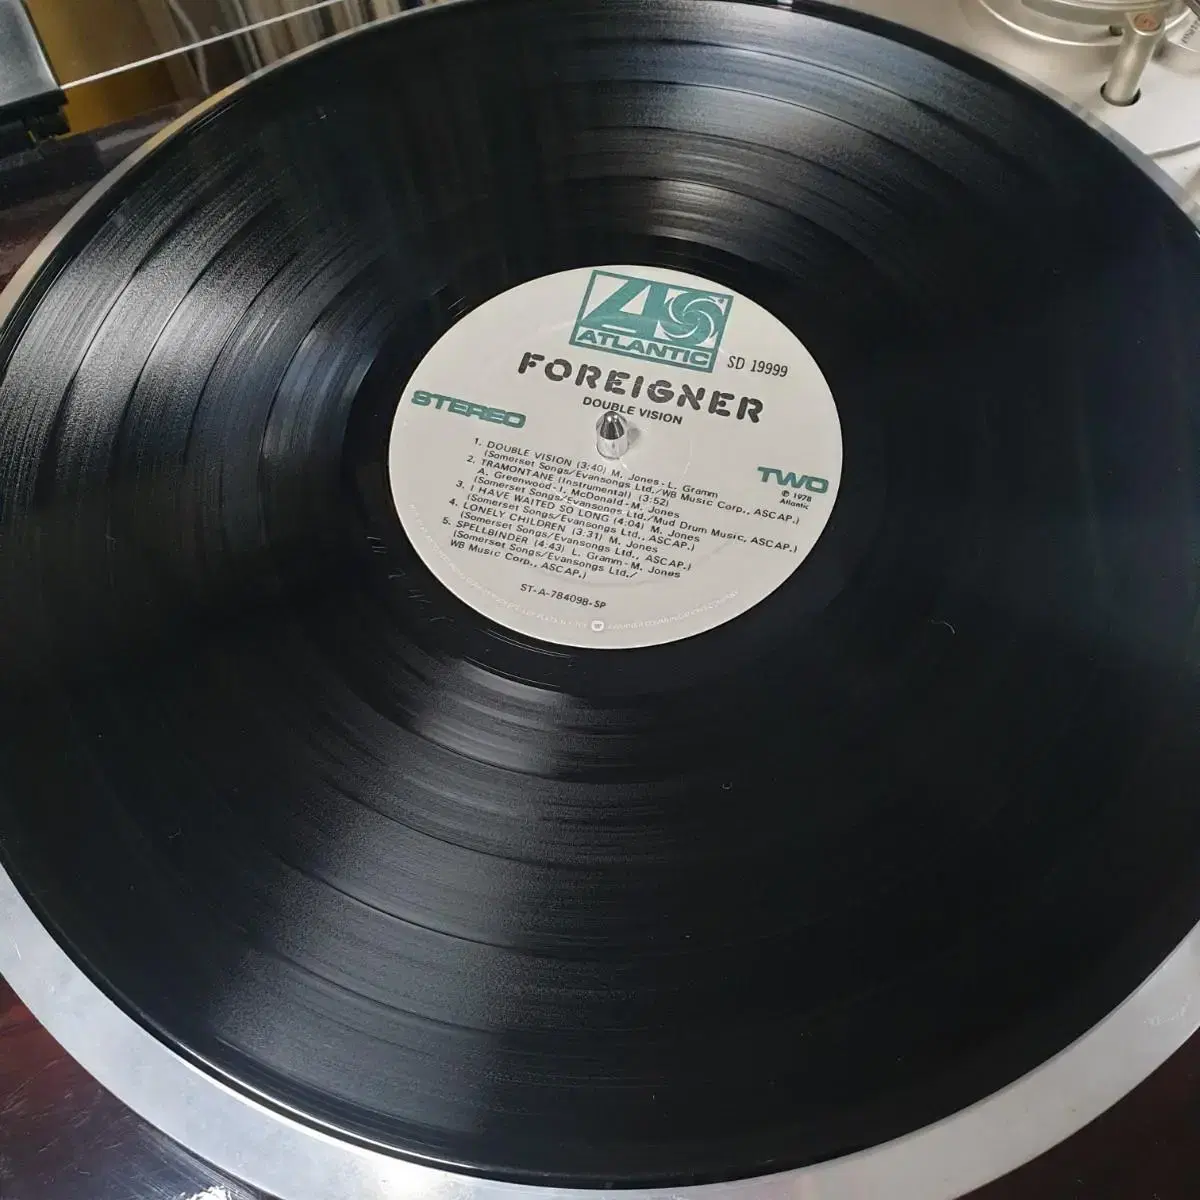 ATLANTIC
SD 19999
FOREIGNER
DOUBLE VISION
STEREO
TWO
℗ 1978
Atlantic
1. DOUBLE VISION (3:40) M. Jones - L. Gramm
(Somerset Songs/Evansongs Ltd./WB Music Corp., ASCAP.)
2. TRAMONTANE (Instrumental) (3:52)
A. Greenwood - I. McDonald - M. Jones
(Somerset Songs/Evansongs Ltd./Mud Drum Music, ASCAP.)
3. I HAVE WAITED SO LONG (4:04) M. Jones
(Somerset Songs/Evansongs Ltd., ASCAP.)
4. LONELY CHILDREN (3:31) M. Jones
(Somerset Songs/Evansongs Ltd., ASCAP.)
5. SPELLBINDER (4:43) L. Gramm - M. Jones
(Somerset Songs/Evansongs Ltd./
WB Music Corp., ASCAP.)
ST-A-784098-SP
A WARNER COMMUNICATIONS COMPANY